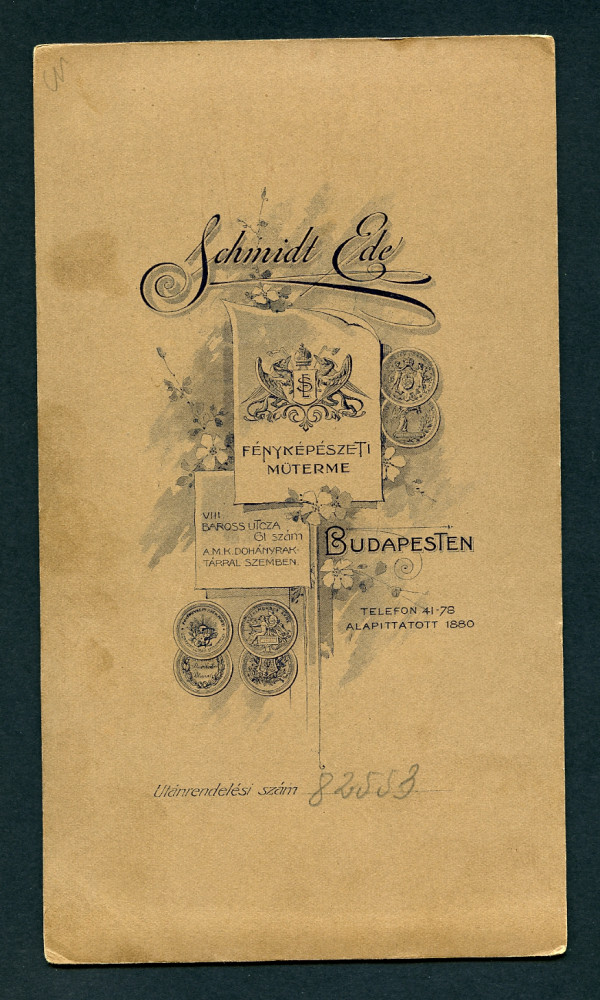 Schmidt Ede
FÉNYKÉPÉSZETI
MŰTERME
VIII
BAROSS UTCZA
61 szám
A.M.K. DOHÁNYRAK-
TÁRRAL SZEMBEN.
BUDAPESTEN
TELEFON 41-78
ALAPITTATOTT 1880
Utánrendelési szám 82553